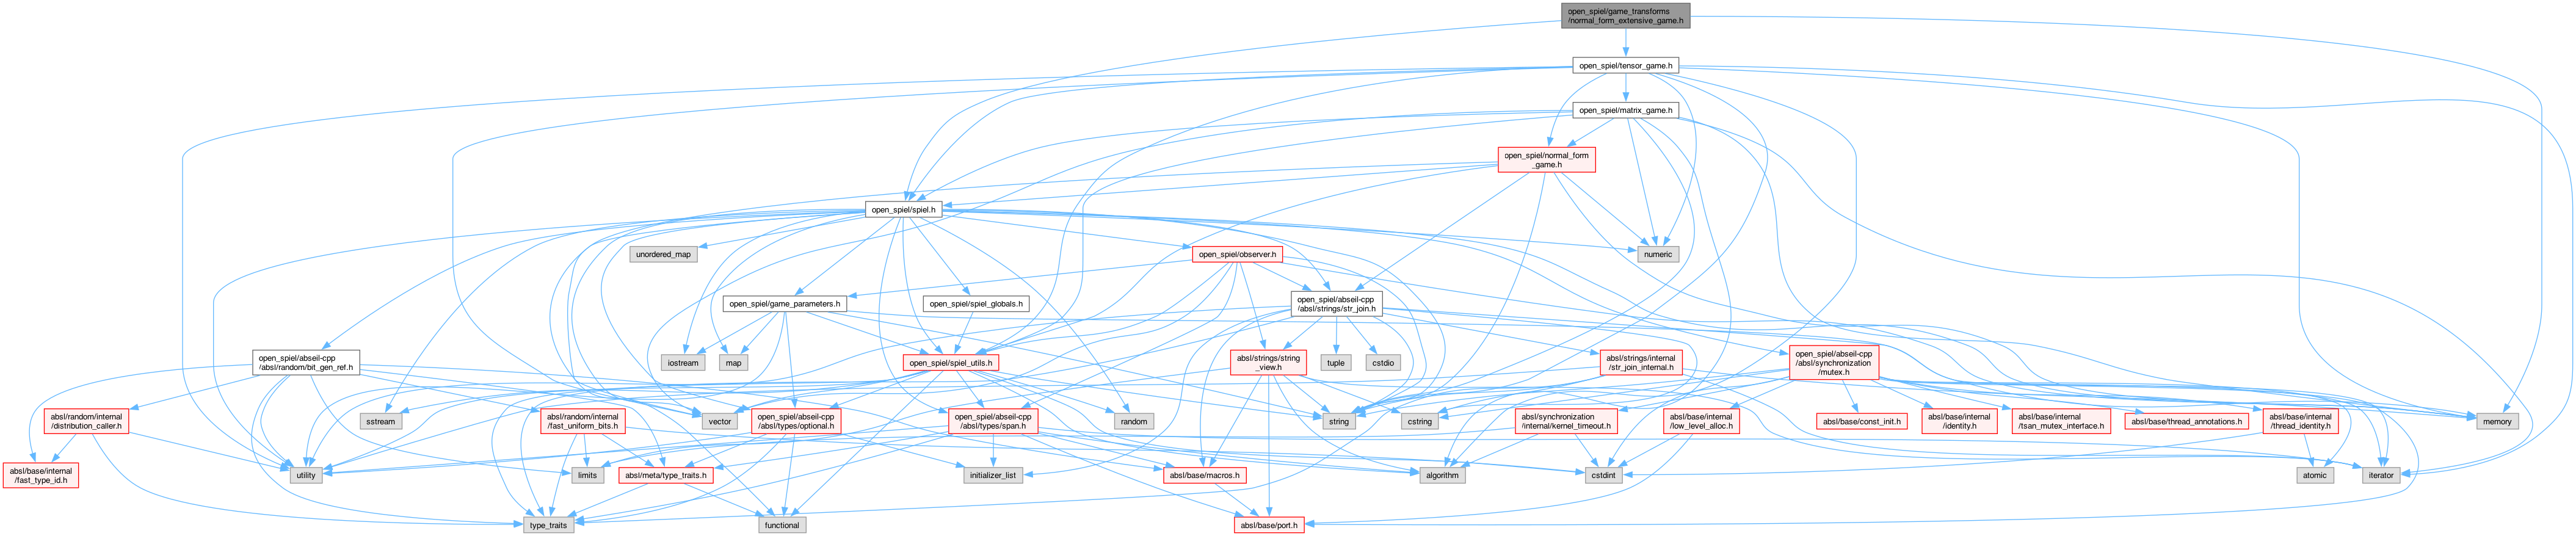 open_spiel/game_transforms
/normal_form_extensive_game.h
open_spiel/tensor_game.h
open_spiel/matrix_game.h
open_spiel/normal_form
_game.h
open_spiel/spiel.h
unordered_map
open_spiel/observer.h
numeric
open_spiel/game_parameters.h
open_spiel/spiel_globals.h
open_spiel/abseil-cpp
/absl/strings/str_join.h
open_spiel/abseil-cpp
/absl/random/bit_gen_ref.h
iostream
map
open_spiel/spiel_utils.h
absl/strings/string
_view.h
tuple
cstdio
absl/strings/internal
/str_join_internal.h
open_spiel/abseil-cpp
/absl/synchronization
/mutex.h
absl/random/internal
/distribution_caller.h
sstream
absl/random/internal
/fast_uniform_bits.h
vector
open_spiel/abseil-cpp
/absl/types/optional.h
open_spiel/abseil-cpp
/absl/types/span.h
random
string
cstring
absl/synchronization
/internal/kernel_timeout.h
absl/base/internal
/low_level_alloc.h
absl/base/const_init.h
absl/base/internal
/identity.h
absl/base/internal
/tsan_mutex_interface.h
absl/base/thread_annotations.h
absl/base/internal
/thread_identity.h
memory
absl/base/internal
/fast_type_id.h
utility
limits
absl/meta/type_traits.h
initializer_list
absl/base/macros.h
algorithm
cstdint
atomic
iterator
type_traits
functional
absl/base/port.h